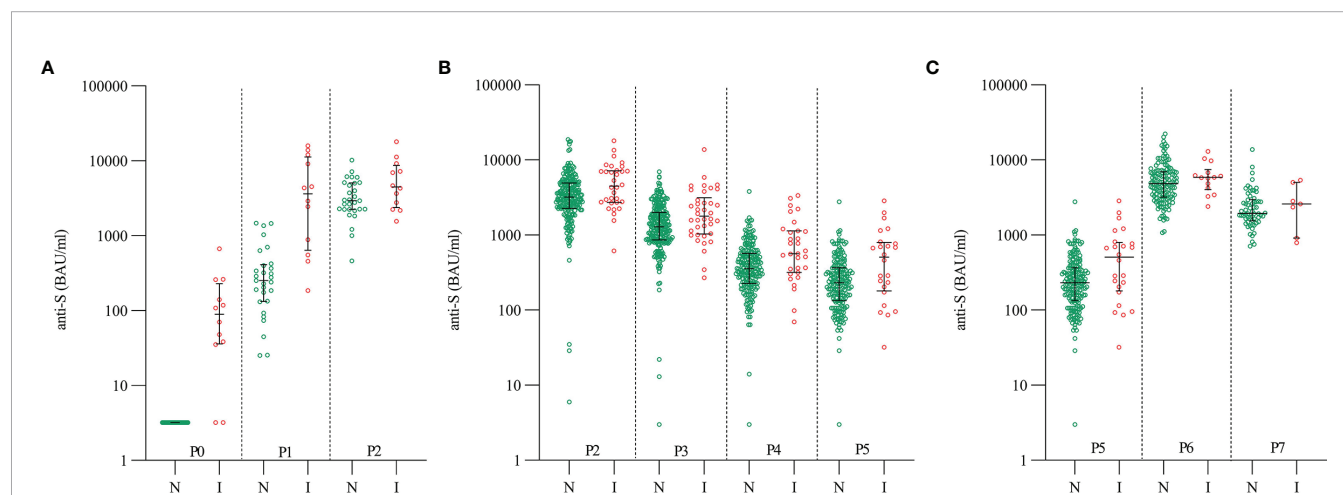 A
B
C
anti-S (BAU/ml)
100000
10000
1000
100
10
1
P0
P1
P2
N
I
N
I
N
I
anti-S (BAU/ml)
100000
10000
1000
100
10
1
P2
P3
P4
P5
N
I
N
I
N
I
N
I
anti-S (BAU/ml)
100000
10000
1000
100
10
1
P5
P6
P7
N
I
N
I
N
I